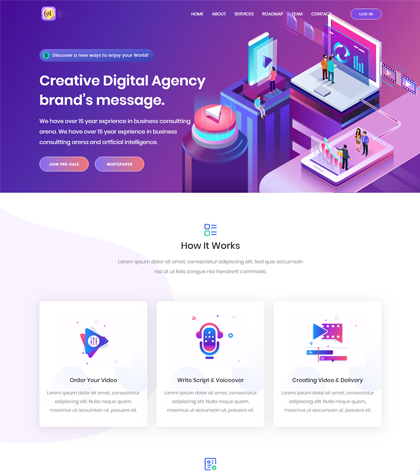 HOME ABOUT SERVICES ROADMAP TEAM CONTACT LOG IN
Discover a new ways to enjoy your World!
Creative Digital Agency
brand's message.
We have over 15 year exprience in business consultting
arena. We have over 15 year exprience in business
consultting arena and artficial intelligence.
JOIN PRE-SALE WHITEPAPER
How It Works
Lorem ipsum dolor sit amet, consectetur adipiscing elit. Sed quis accumsan
nisi Ut ut felis congue nisl hendrerit commodo.
Order Your Video
Lorem ipsum dolor sit amet, consectetur
adipiscing elit. Nulla neque quam,
maximus ut accumsan ut, posuere sit.
Write Script & Voicover
Lorem ipsum dolor sit amet, consectetur
adipiscing elit. Nulla neque quam,
maximus ut accumsan ut, posuere sit.
Creating Video & Delivery
Lorem ipsum dolor sit amet, consectetur
adipiscing elit. Nulla neque quam,
maximus ut accumsan ut, posuere sit.